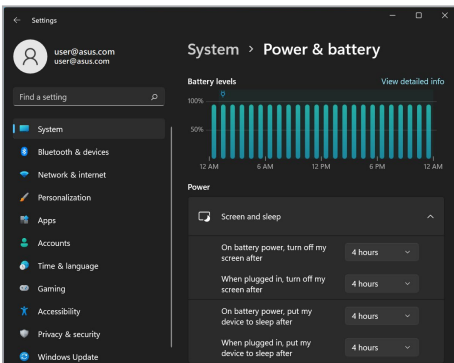 Settings
user@asus.com
user@asus.com
Find a setting
System
Bluetooth & devices
Network & internet
Personalization
Apps
Accounts
Time & language
Gaming
Accessibility
Privacy & security
Windows Update
System > Power & battery
Battery levels
View detailed info
100%
50%
12 AM 6 AM 12 PM 6 PM 12 AM
Power
Screen and sleep
On battery power, turn off my
screen after
4 hours
When plugged in, turn off my
screen after
4 hours
On battery power, put my
device to sleep after
4 hours
When plugged in, put my
device to sleep after
4 hours